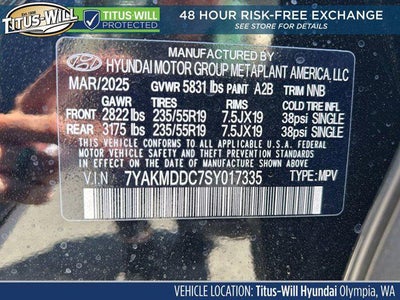 TITUS-WILL
TITUS-WILL
PROTECTED
48 HOUR RISK-FREE EXCHANGE
SEE STORE FOR DETAILS
HYUNDAI MOTOR GROUP METAPLANT AMERICA, LLC
MAR/2025 GVWR 5831 lbs PAINT A2B TRIM NNB
GAWR TIRES RIMS COLD TIRE INFL
FRONT 2822 lbs 235/55R19 7.5JX19 38psi SINGLE
REAR 3175 lbs 235/55R19 7.5JX19 38psi SINGLE
THIS VEHICLE CONFORMS TO ALL APPLICABLE U.S. FEDERAL MOTOR
VEHICLE SAFETY AND THEFT PREVENTION STANDARDS IN
EFFECT ON THE DATE OF MANUFACTURE SHOWN ABOVE.
V.I.N : 7YAKMDDC7SY017335 TYPE : MPV
VEHICLE LOCATION: Titus-Will Hyundai Olympia, WA